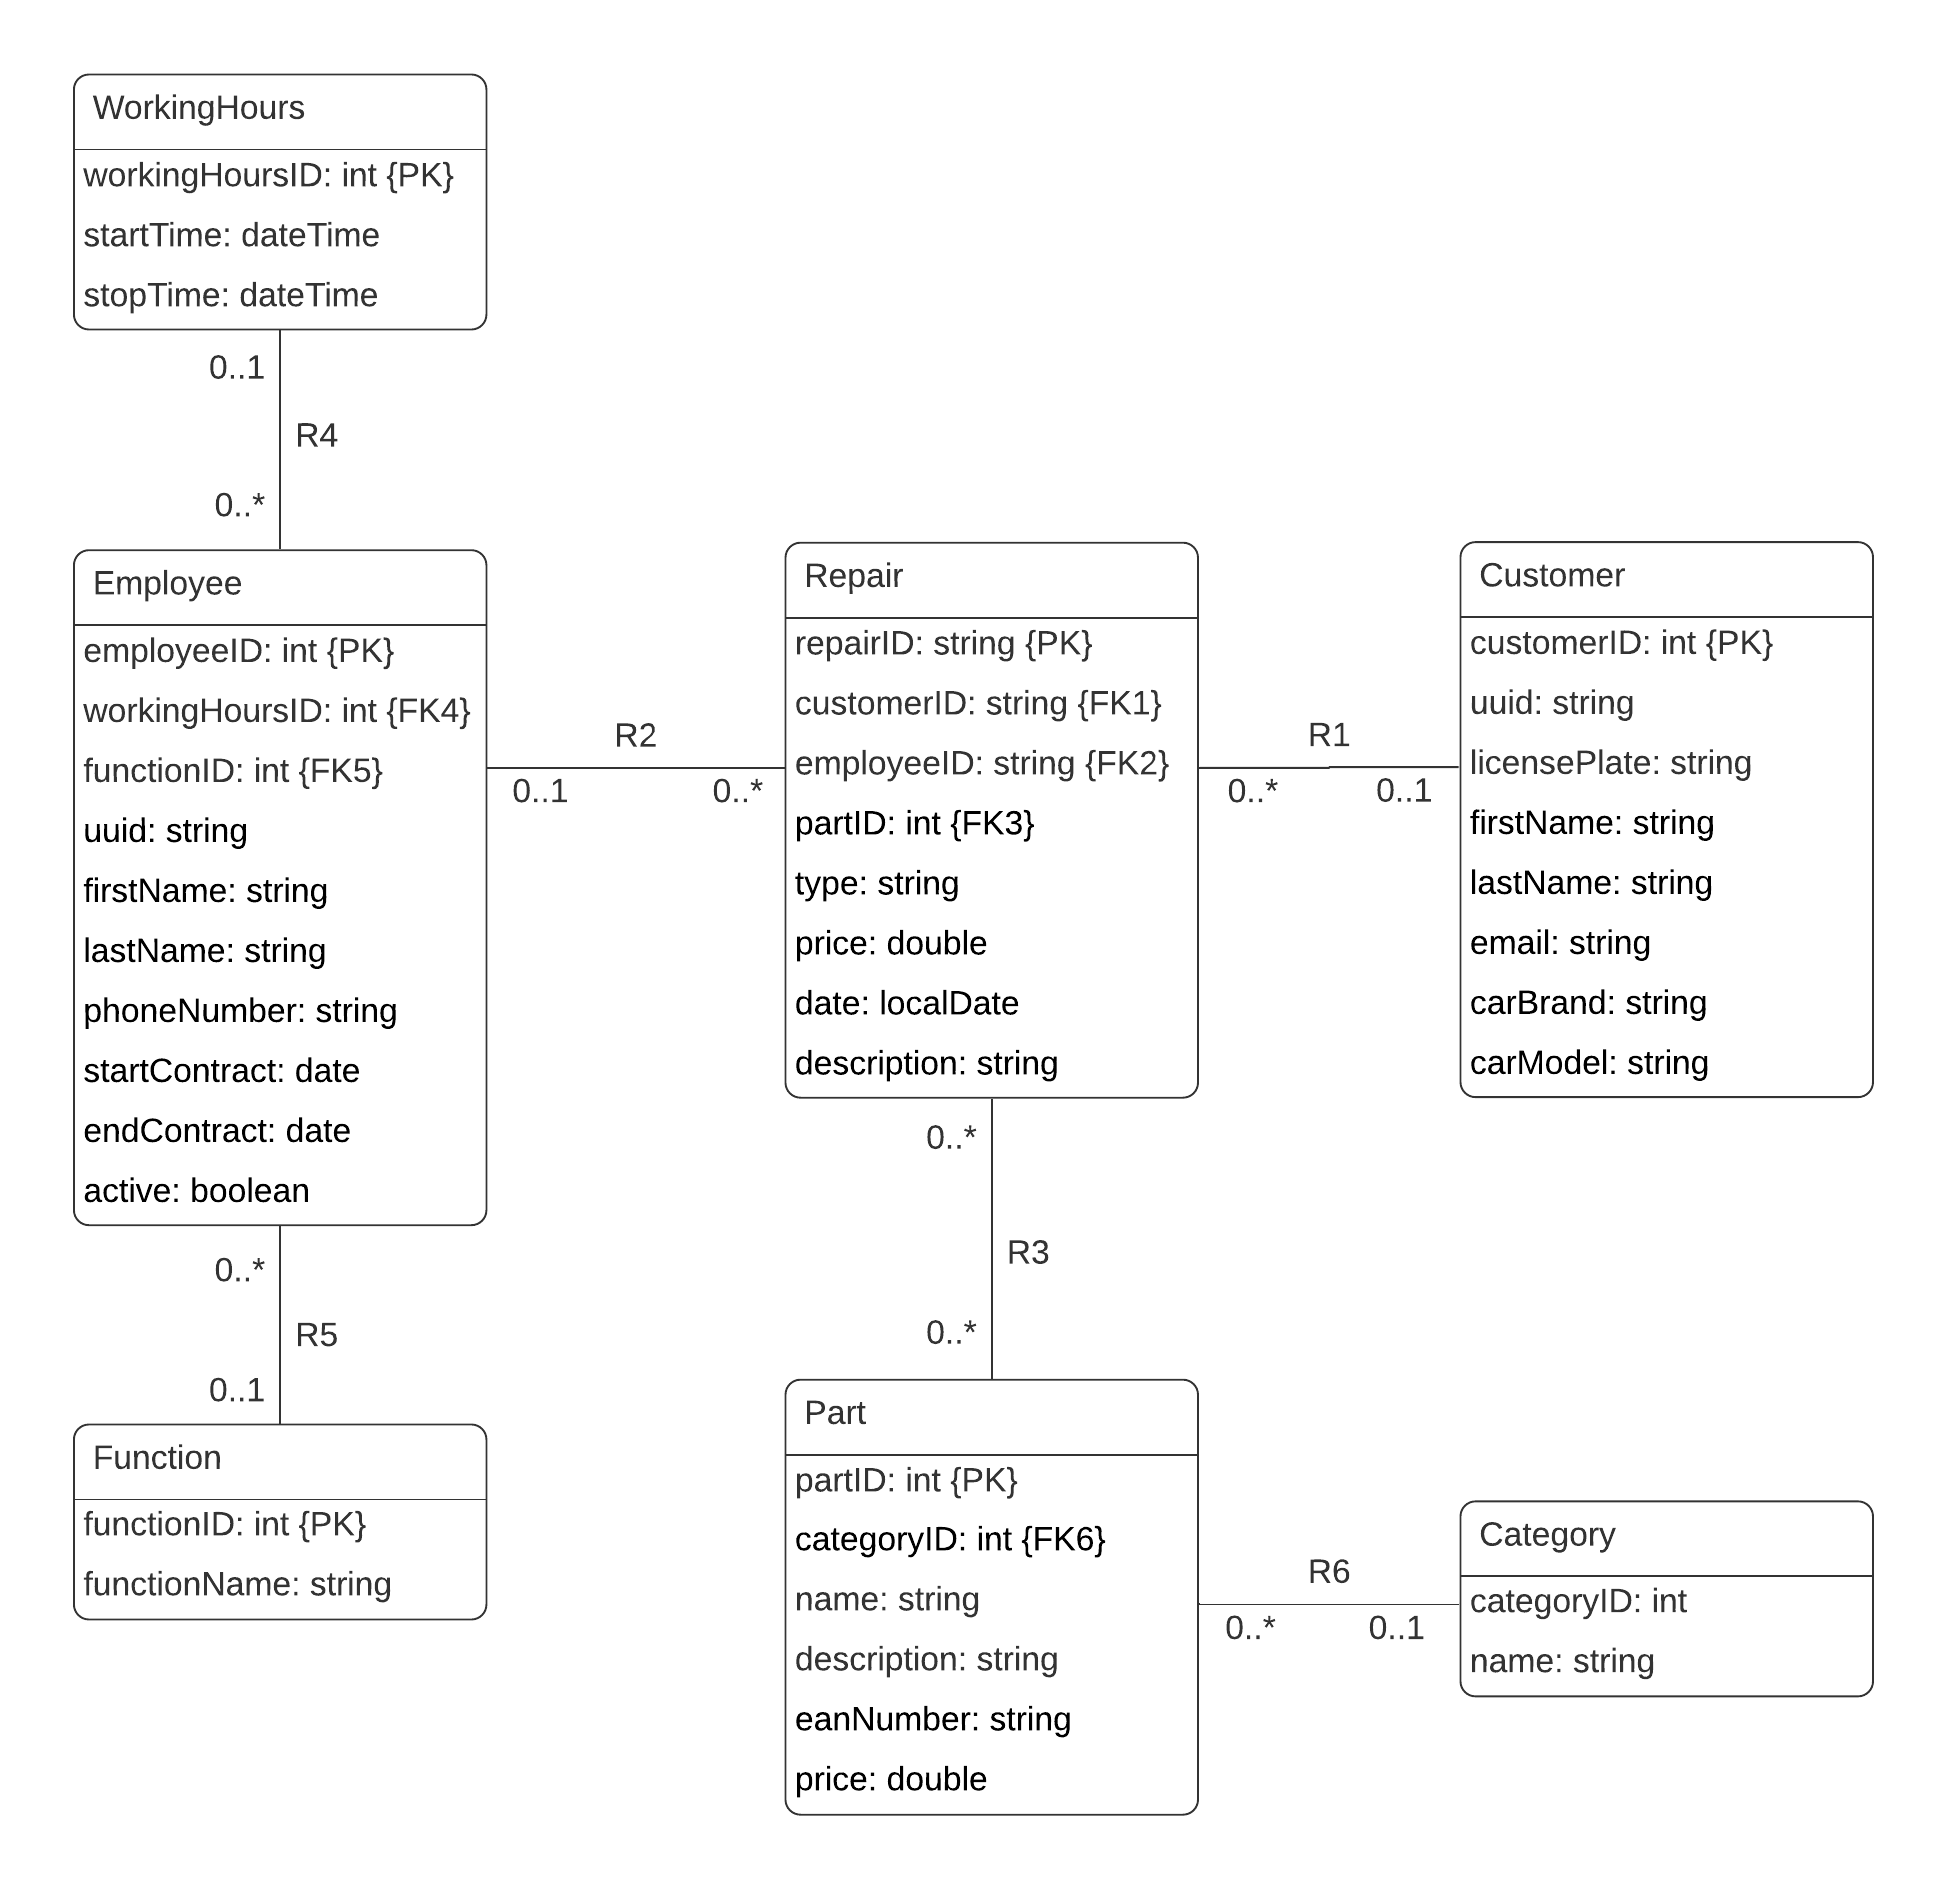 WorkingHours
workingHoursID: int {PK}
startTime: dateTime
stopTime: dateTime
0..1
R4
0..*
Employee
employeeID: int {PK}
workingHoursID: int {FK4}
functionID: int {FK5}
uuid: string
firstName: string
lastName: string
phoneNumber: string
startContract: date
endContract: date
active: boolean
R2
0..1
0..*
Repair
repairID: string {PK}
customerID: string {FK1}
employeeID: string {FK2}
partID: int {FK3}
type: string
price: double
date: localDate
description: string
R1
0..*
0..1
Customer
customerID: int {PK}
uuid: string
licensePlate: string
firstName: string
lastName: string
email: string
carBrand: string
carModel: string
0..*
R5
0..1
Function
functionID: int {PK}
functionName: string
0..*
R3
0..*
Part
partID: int {PK}
categoryID: int {FK6}
name: string
description: string
eanNumber: string
price: double
R6
0..*
0..1
Category
categoryID: int
name: string